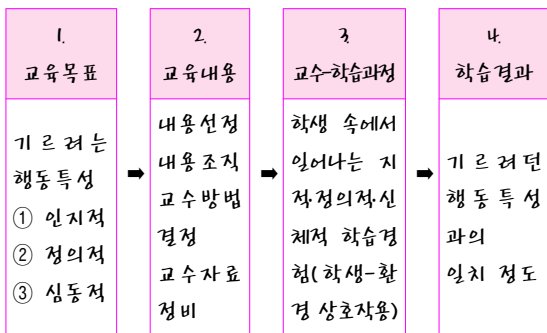 1.
교육목표
기르려는
행동특성
① 인지적
② 정의적
③ 심동적
➡
2.
교육내용
내용선정
내용조직
교수방법
결정
교수자료
정비
➡
3.
교수-학습과정
학생 속에서
일어나는 지
적·정의적·신
체적 학습경
험(학생-환
경 상호작용)
➡
4.
학습결과
기르려던
행동특성
과의
일치 정도